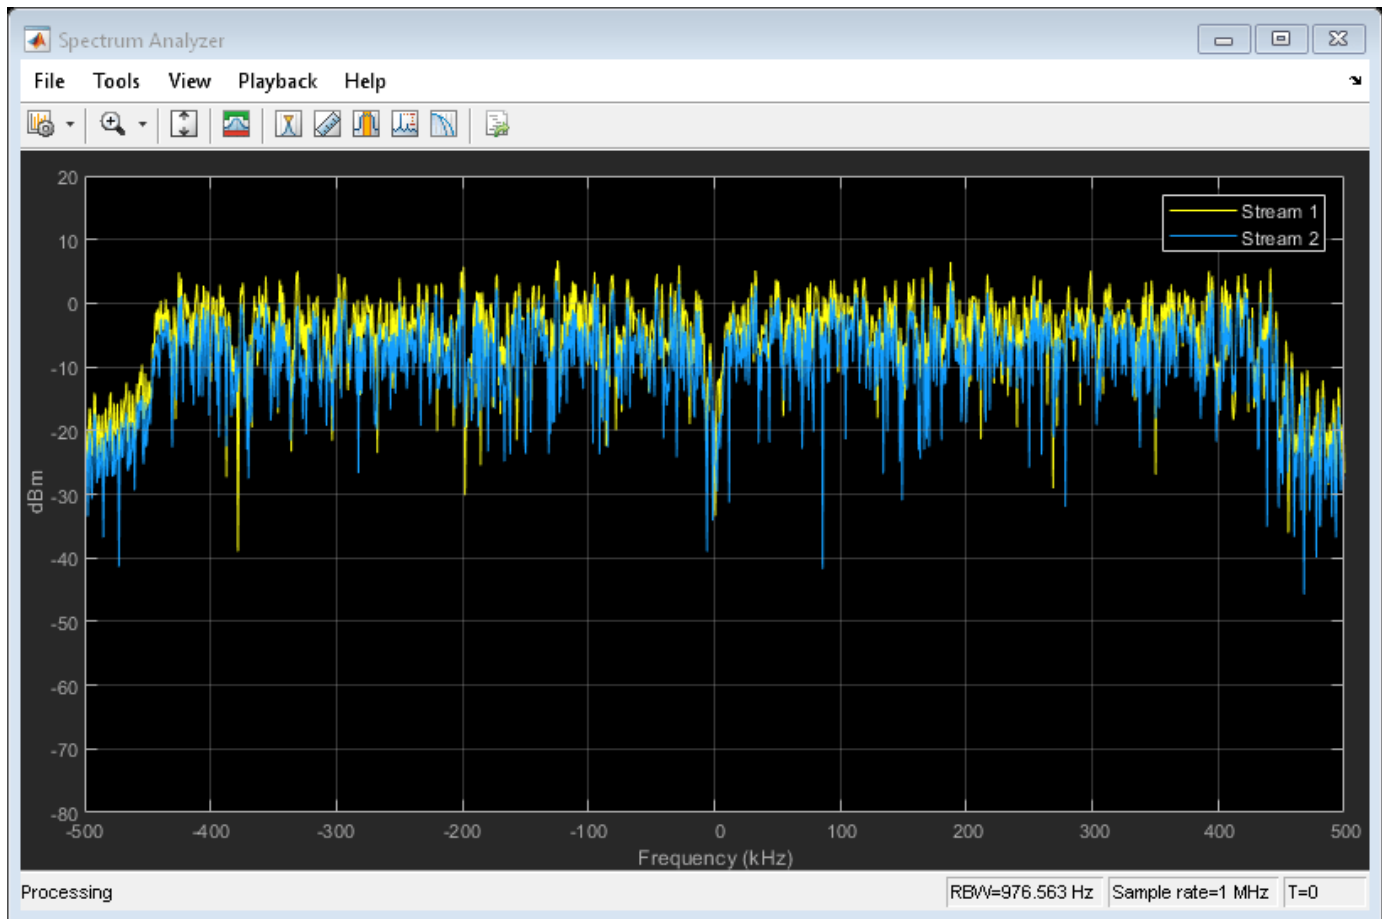 Spectrum Analyzer
File Tools View Playback Help
20
10
0
-10
-20
-30
-40
-50
-60
-70
-80
dBm
Stream 1
Stream 2
-500 -400 -300 -200 -100 0 100 200 300 400 500
Frequency (kHz)
Processing RBW=976.563 Hz Sample rate=1 MHz T=0